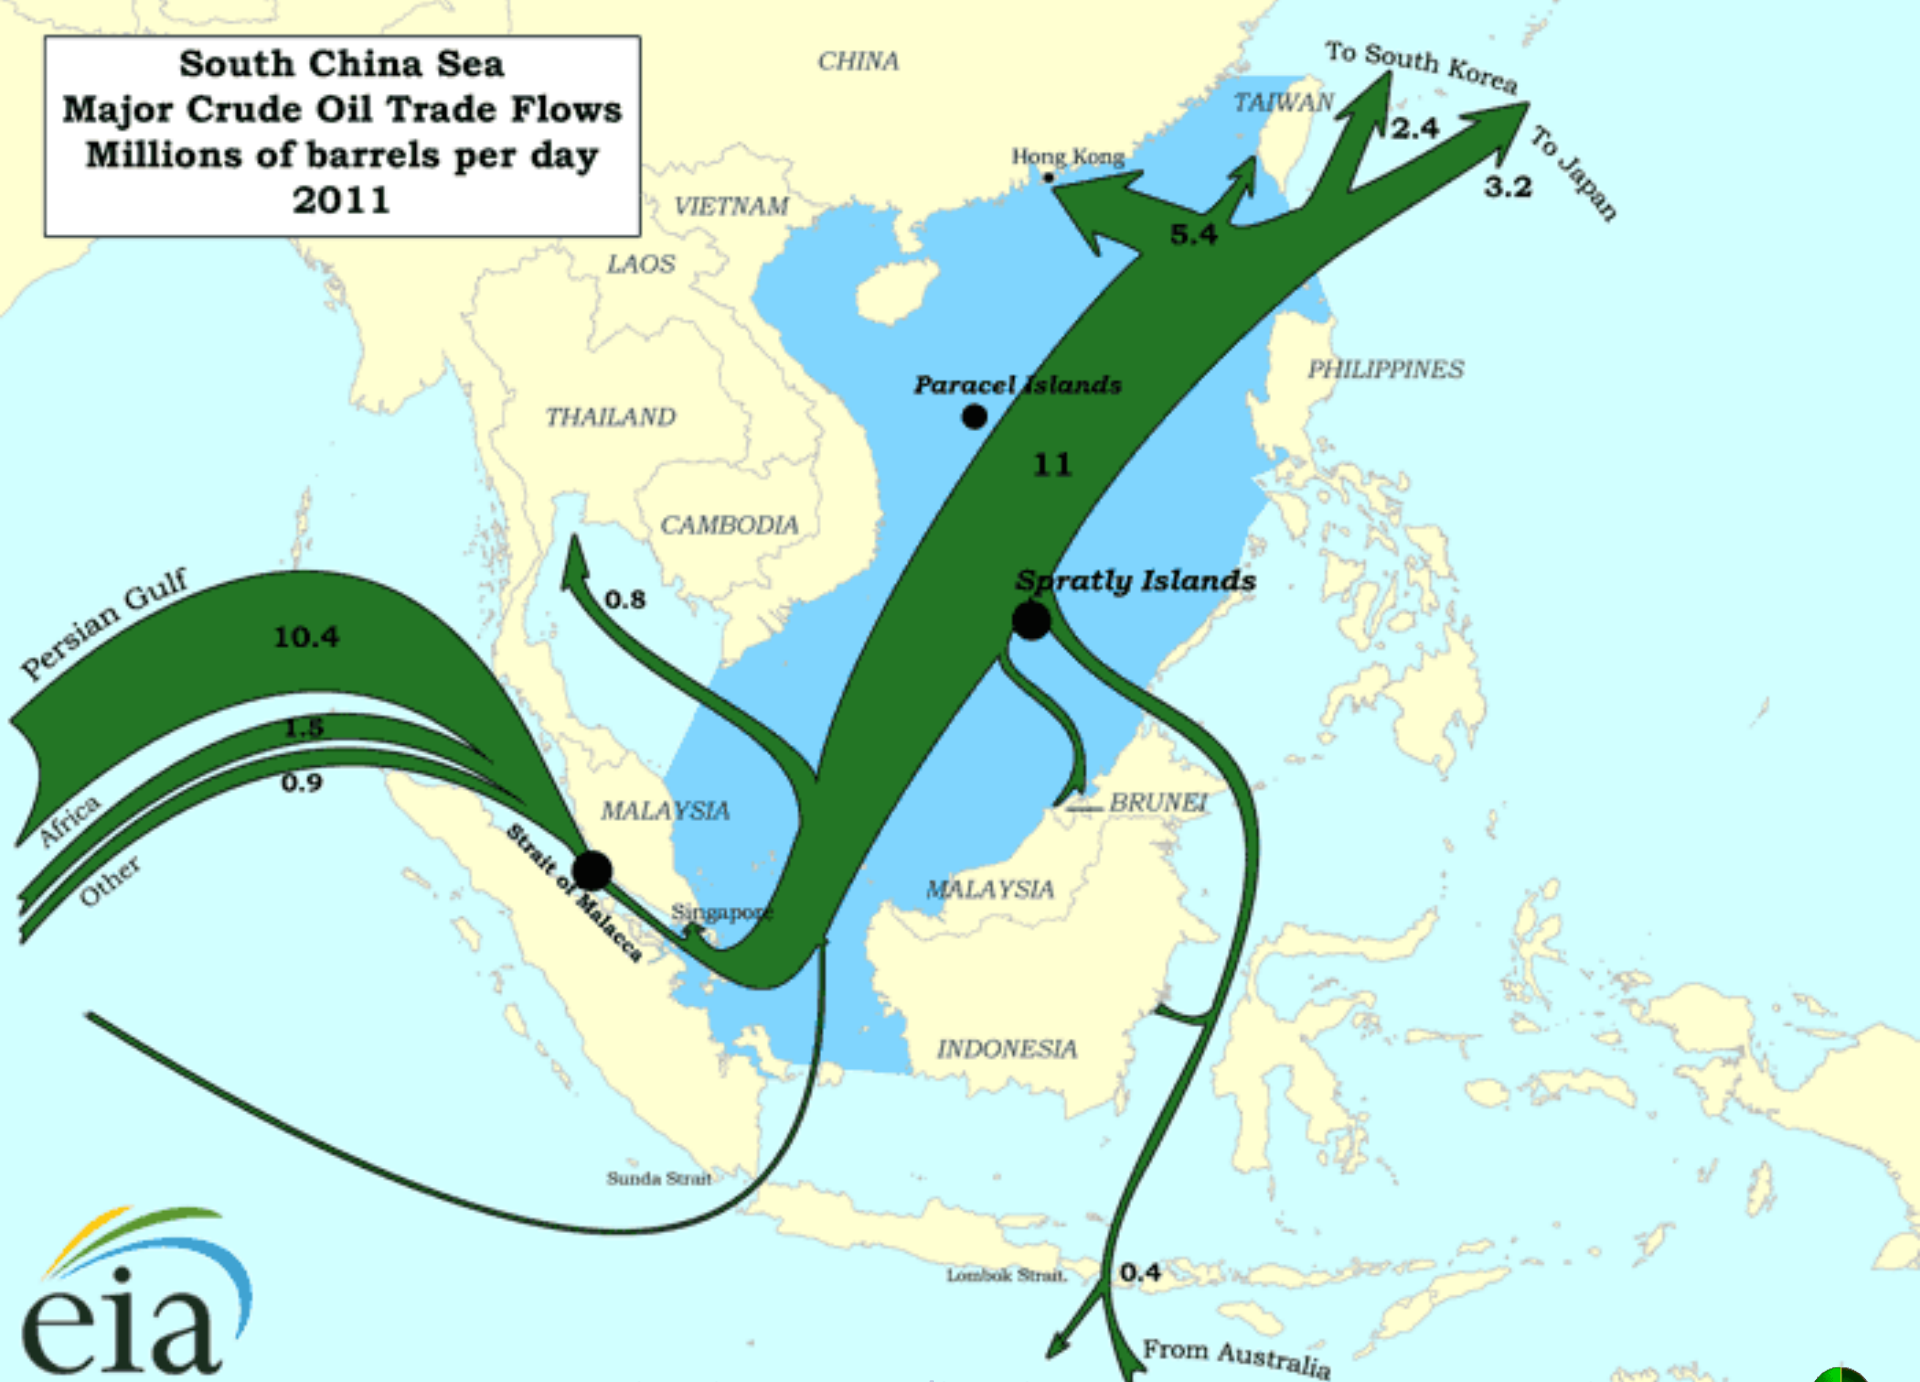 South China Sea
Major Crude Oil Trade Flows
Millions of barrels per day
2011
CHINA
To South Korea
TAIWAN
2.4
To Japan
3.2
Hong Kong
VIETNAM
5.4
LAOS
PHILIPPINES
Paracel Islands
THAILAND
11
CAMBODIA
Spratly Islands
0.8
Persian Gulf
10.4
1.5
0.9
Africa
Other
MALAYSIA
BRUNEI
Strait of Malacca
MALAYSIA
Singapore
INDONESIA
Sunda Strait
Lombok Strait.
0.4
From Australia
eia